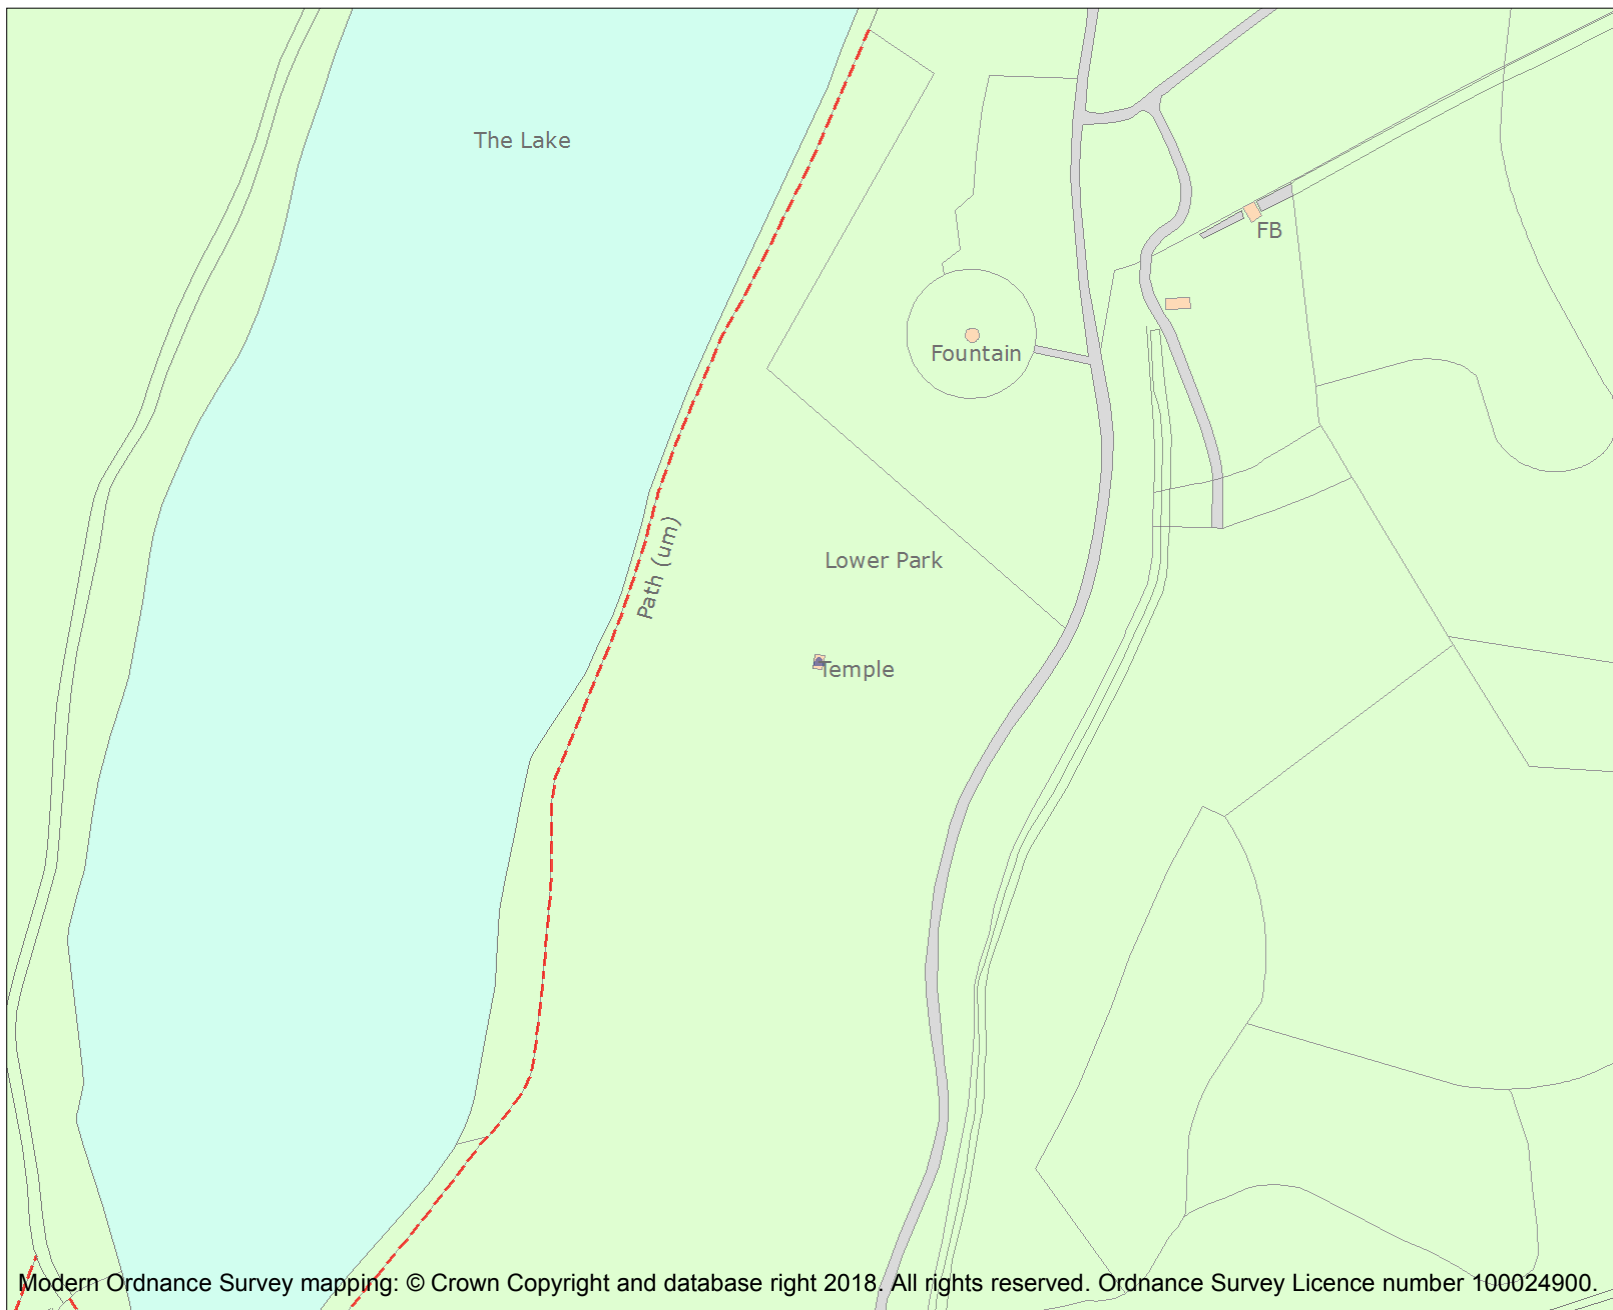 The Lake
FB
Fountain
Path (um)
Lower Park
Temple
Modern Ordnance Survey mapping: © Crown Copyright and database right 2018. All rights reserved. Ordnance Survey Licence number 100024900.